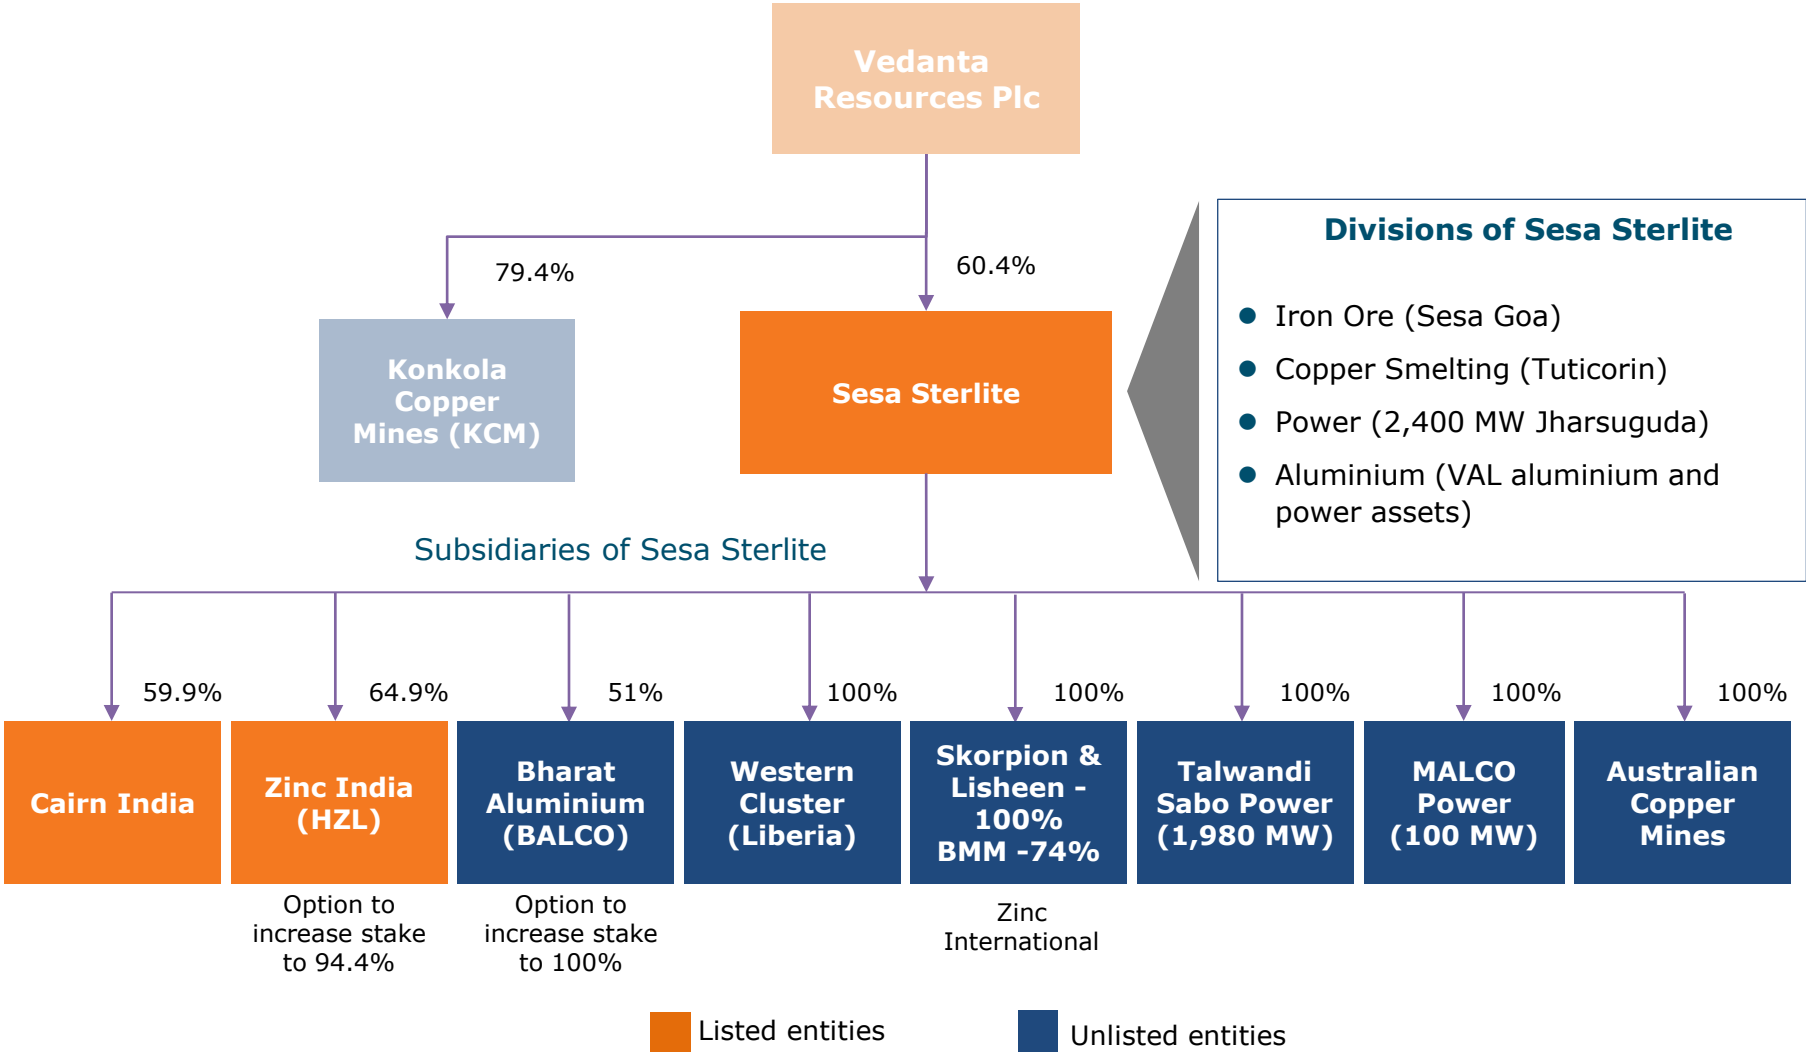 Vedanta
Resources Plc
79.4%
60.4%
Konkola
Copper
Mines (KCM)
Sesa Sterlite
Divisions of Sesa Sterlite
Iron Ore (Sesa Goa)
Copper Smelting (Tuticorin)
Power (2,400 MW Jharsuguda)
Aluminium (VAL aluminium and
power assets)
Subsidiaries of Sesa Sterlite
59.9%
64.9%
51%
100%
100%
100%
100%
100%
Cairn India
Zinc India
(HZL)
Bharat
Aluminium
(BALCO)
Western
Cluster
(Liberia)
Skorpion &
Lisheen -
100%
BMM -74%
Talwandi
Sabo Power
(1,980 MW)
MALCO
Power
(100 MW)
Australian
Copper
Mines
Option to
increase stake
to 94.4%
Option to
increase stake
to 100%
Zinc
International
Listed entities
Unlisted entities